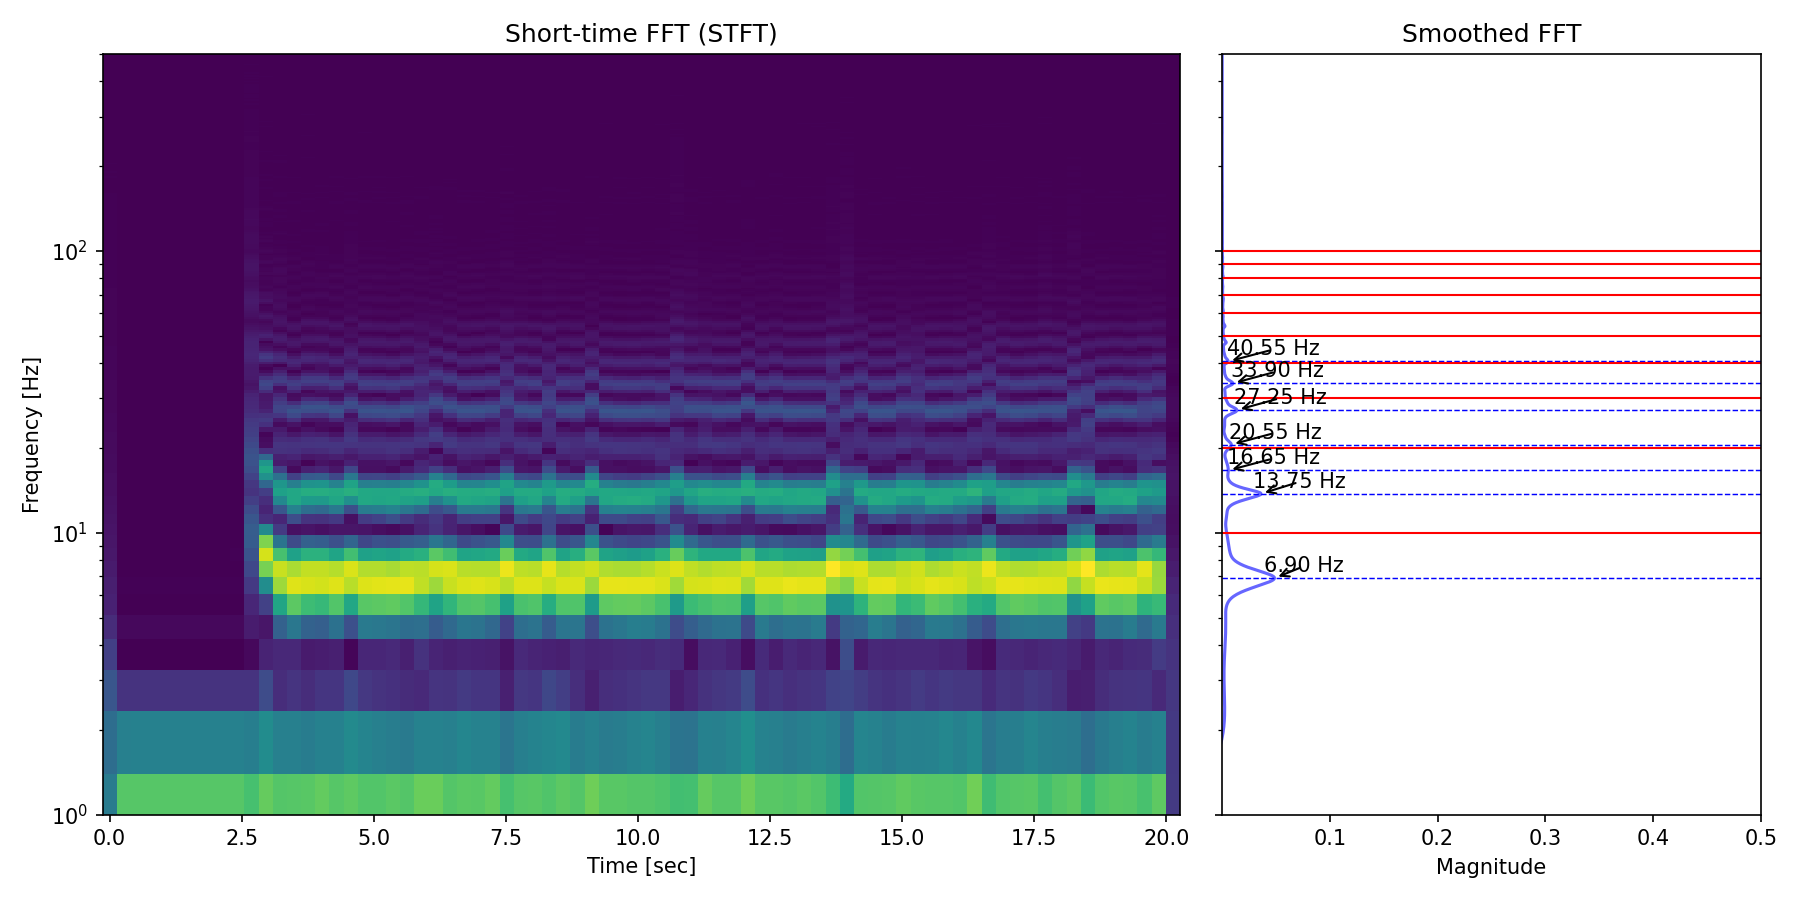 Short-time FFT (STFT)
Frequency [Hz]
10²
10¹
10⁰
0.0 2.5 5.0 7.5 10.0 12.5 15.0 17.5 20.0
Time [sec]
Smoothed FFT
40.55 Hz
33.90 Hz
27.25 Hz
20.55 Hz
16.65 Hz
13.75 Hz
6.90 Hz
0.1 0.2 0.3 0.4 0.5
Magnitude